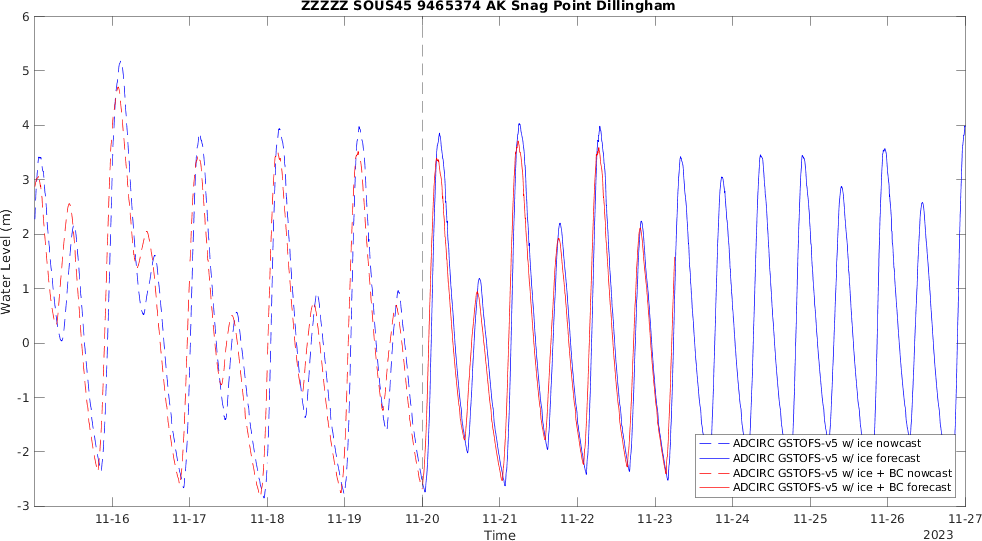 ZZZZZ SOUS45 9465374 AK Snag Point Dillingham
6
5
4
3
2
1
0
-1
-2
-3
Water Level (m)
ADCIRC GSTOFS-v5 w/ ice nowcast
ADCIRC GSTOFS-v5 w/ ice forecast
ADCIRC GSTOFS-v5 w/ ice + BC nowcast
ADCIRC GSTOFS-v5 w/ ice + BC forecast
11-16 11-17 11-18 11-19 11-20 11-21 11-22 11-23 11-24 11-25 11-26 11-27
Time
2023